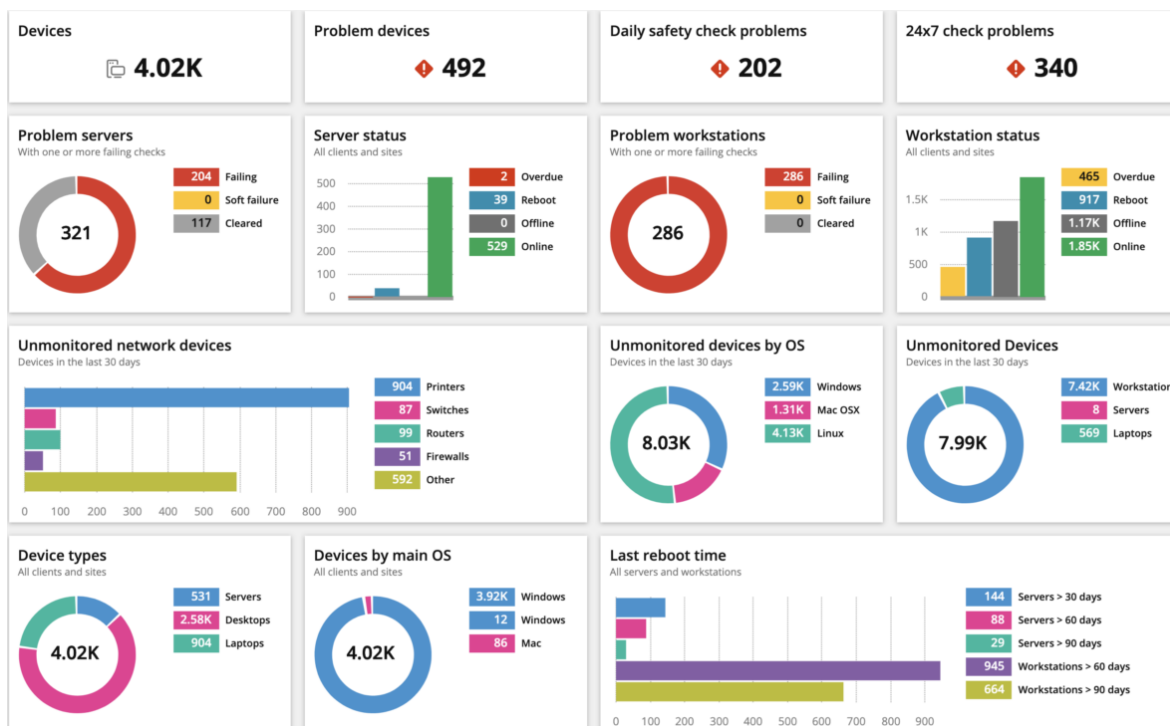 Devices
4.02K
Problem devices
492
Daily safety check problems
202
24x7 check problems
340
Problem servers
With one or more failing checks
321
204 Failing
0 Soft failure
117 Cleared
Server status
All clients and sites
500
400
300
200
100
0
2 Overdue
39 Reboot
0 Offline
529 Online
Problem workstations
With one or more failing checks
286
286 Failing
0 Soft failure
0 Cleared
Workstation status
All clients and sites
1.5K
1K
500
0
465 Overdue
917 Reboot
1.17K Offline
1.85K Online
Unmonitored network devices
Devices in the last 30 days
0 100 200 300 400 500 600 700 800 900
904 Printers
87 Switches
99 Routers
51 Firewalls
592 Other
Unmonitored devices by OS
Devices in the last 30 days
8.03K
2.59K Windows
1.31K Mac OSX
4.13K Linux
Unmonitored Devices
Devices in the last 30 days
7.99K
7.42K Workstation
8 Servers
569 Laptops
Device types
All clients and sites
4.02K
531 Servers
2.58K Desktops
904 Laptops
Devices by main OS
All clients and sites
4.02K
3.92K Windows
12 Windows
86 Mac
Last reboot time
All servers and workstations
0 100 200 300 400 500 600 700 800 900
144 Servers > 30 days
88 Servers > 60 days
29 Servers > 90 days
945 Workstations > 60 days
664 Workstations > 90 days